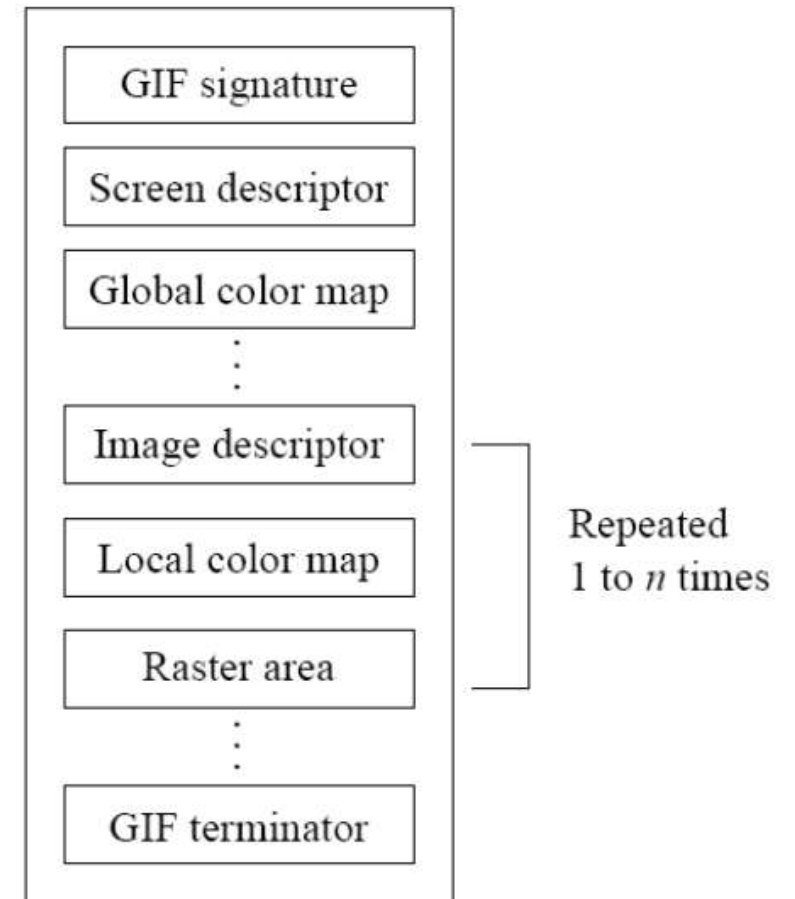 GIF signature
Screen descriptor
Global color map
Image descriptor
Local color map
Raster area
GIF terminator
Repeated
1 to n times